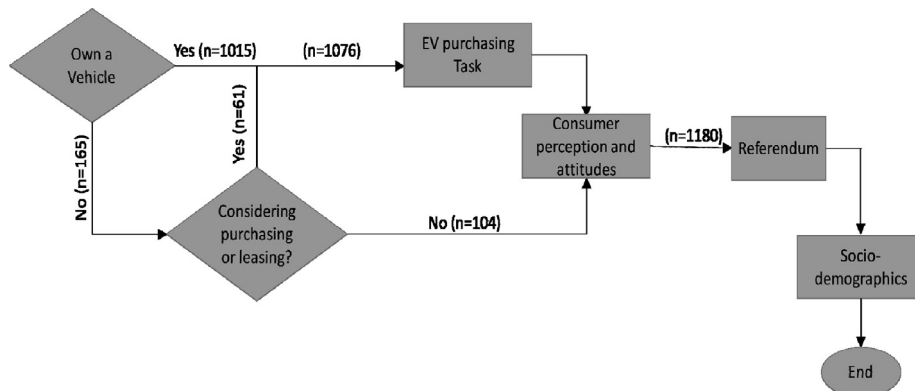 Own a
Vehicle
Yes (n=1015)
(n=1076)
EV purchasing
Task
No (n=165)
Yes (n=61)
Considering
purchasing
or leasing?
No (n=104)
Consumer
perception and
attitudes
(n=1180)
Referendum
Socio-
demographics
End